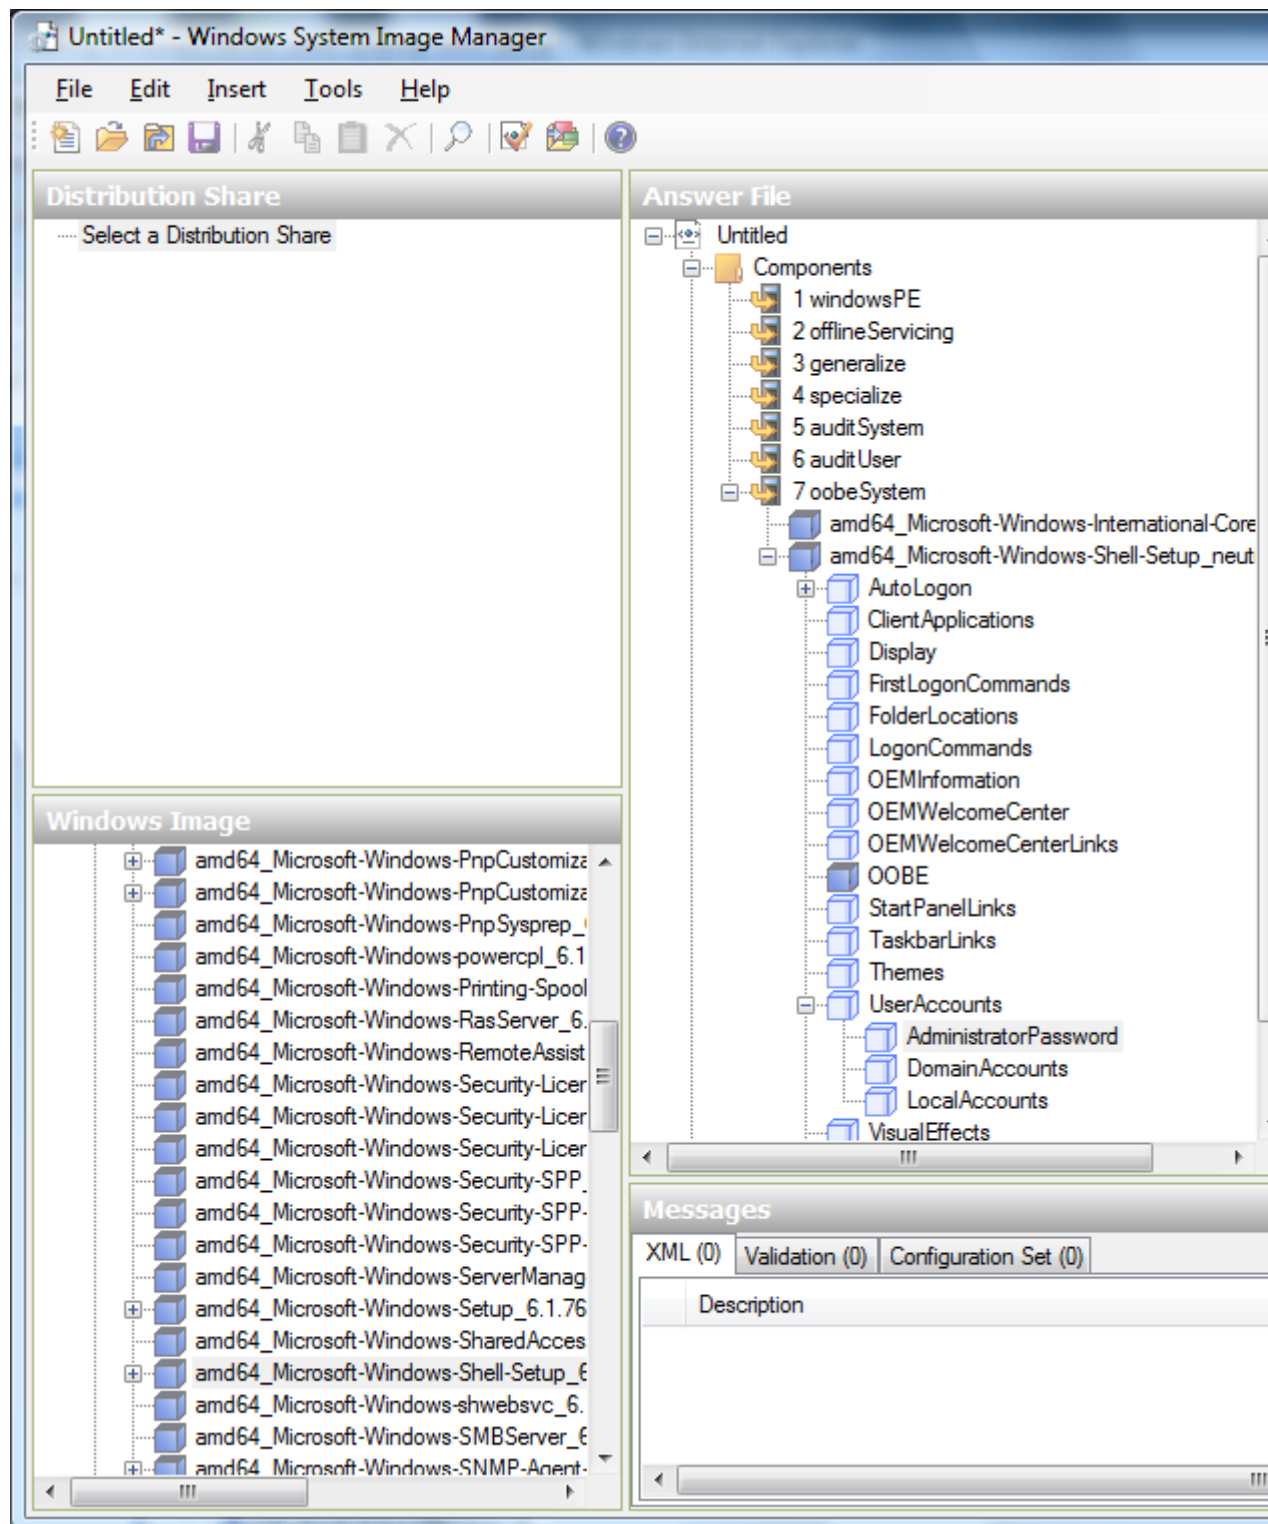 Untitled* - Windows System Image Manager
File Edit Insert Tools Help
Distribution Share
Select a Distribution Share
Windows Image
amd64_Microsoft-Windows-PnpCustomiza
amd64_Microsoft-Windows-PnpCustomiza
amd64_Microsoft-Windows-PnpSysprep_
amd64_Microsoft-Windows-powercpl_6.1
amd64_Microsoft-Windows-Printing-Spool
amd64_Microsoft-Windows-RasServer_6.
amd64_Microsoft-Windows-RemoteAssist
amd64_Microsoft-Windows-Security-Licer
amd64_Microsoft-Windows-Security-Licer
amd64_Microsoft-Windows-Security-Licer
amd64_Microsoft-Windows-Security-SPP_
amd64_Microsoft-Windows-Security-SPP-
amd64_Microsoft-Windows-Security-SPP-
amd64_Microsoft-Windows-ServerManag
amd64_Microsoft-Windows-Setup_6.1.76
amd64_Microsoft-Windows-SharedAcces
amd64_Microsoft-Windows-Shell-Setup_6
amd64_Microsoft-Windows-shwebsvc_6.
amd64_Microsoft-Windows-SMBServer_6
amd64_Microsoft-Windows-SNMP-Agent-
Answer File
Untitled
Components
1 windowsPE
2 offlineServicing
3 generalize
4 specialize
5 auditSystem
6 auditUser
7 oobeSystem
amd64_Microsoft-Windows-International-Core
amd64_Microsoft-Windows-Shell-Setup_neut
AutoLogon
ClientApplications
Display
FirstLogonCommands
FolderLocations
LogonCommands
OEMInformation
OEMWelcomeCenter
OEMWelcomeCenterLinks
OOBE
StartPanelLinks
TaskbarLinks
Themes
UserAccounts
AdministratorPassword
DomainAccounts
LocalAccounts
VisualEffects
Messages
XML (0) Validation (0) Configuration Set (0)
Description